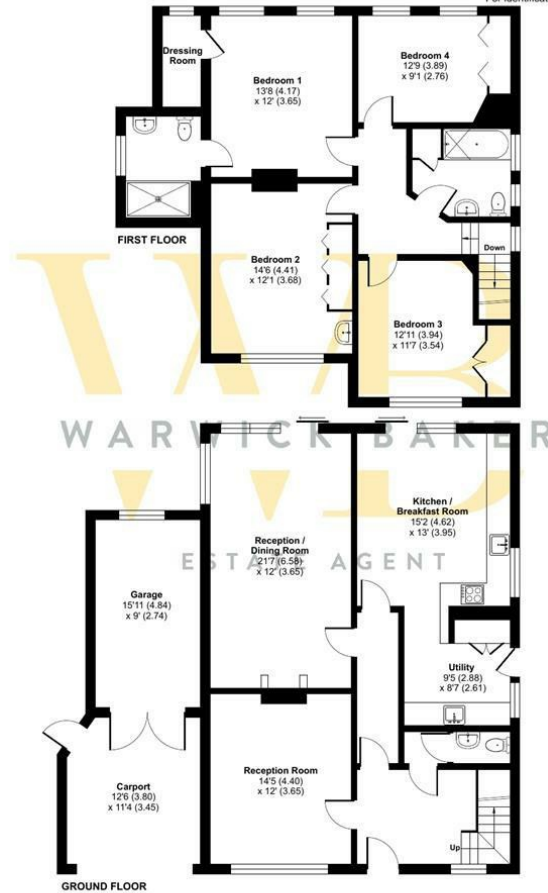 Dressing
Room
Bedroom 1
13'8 (4.17)
x 12' (3.65)
Bedroom 4
12'9 (3.89)
x 9'1 (2.76)
FIRST FLOOR
Bedroom 2
14'6 (4.41)
x 12'1 (3.68)
Down
Bedroom 3
12'11 (3.94)
x 11'7 (3.54)
WB
WARWICK BAKER
ESTATE AGENT
Kitchen /
Breakfast Room
15'2 (4.62)
x 13' (3.95)
Reception /
Dining Room
21'7 (6.58)
x 12' (3.65)
Garage
15'11 (4.84)
x 9' (2.74)
Utility
9'5 (2.88)
x 8'7 (2.61)
Reception Room
14'5 (4.40)
x 12' (3.65)
Carport
12'6 (3.80)
x 11'4 (3.45)
Up
GROUND FLOOR